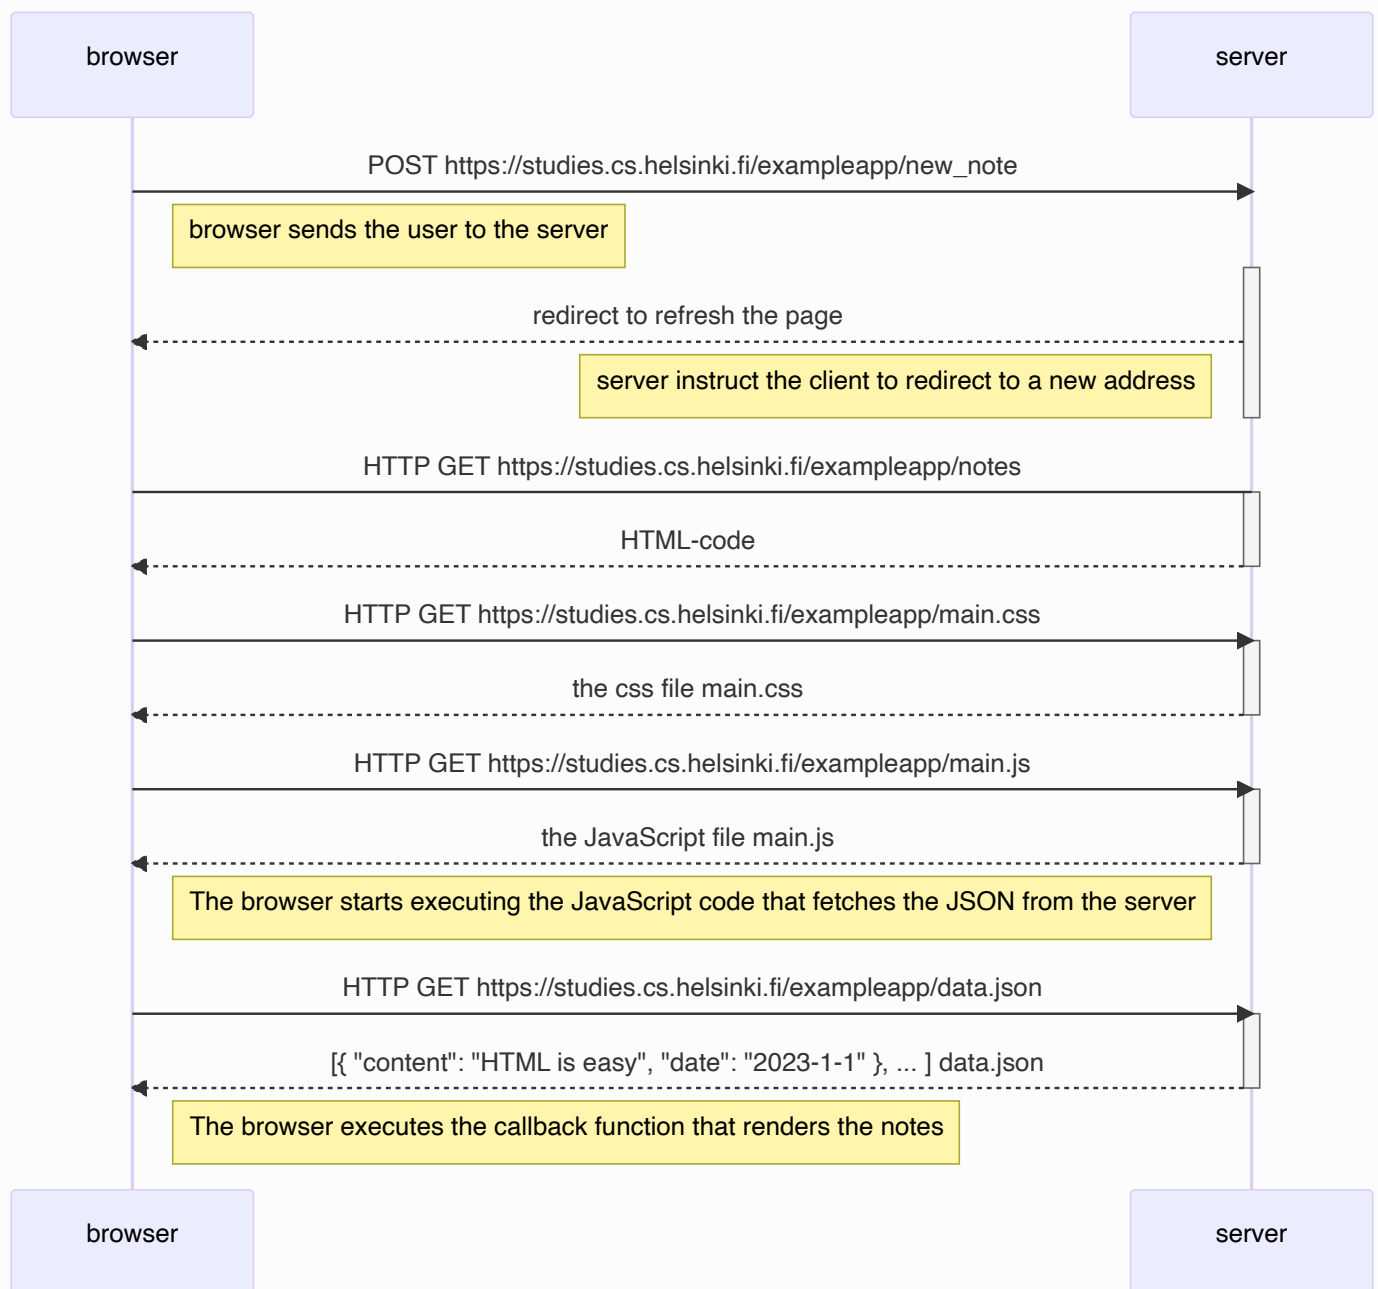 browser
server
POST https://studies.cs.helsinki.fi/exampleapp/new_note
browser sends the user to the server
redirect to refresh the page
server instruct the client to redirect to a new address
HTTP GET https://studies.cs.helsinki.fi/exampleapp/notes
HTML-code
HTTP GET https://studies.cs.helsinki.fi/exampleapp/main.css
the css file main.css
HTTP GET https://studies.cs.helsinki.fi/exampleapp/main.js
the JavaScript file main.js
The browser starts executing the JavaScript code that fetches the JSON from the server
HTTP GET https://studies.cs.helsinki.fi/exampleapp/data.json
[{ "content": "HTML is easy", "date": "2023-1-1" }, ... ] data.json
The browser executes the callback function that renders the notes
browser
server